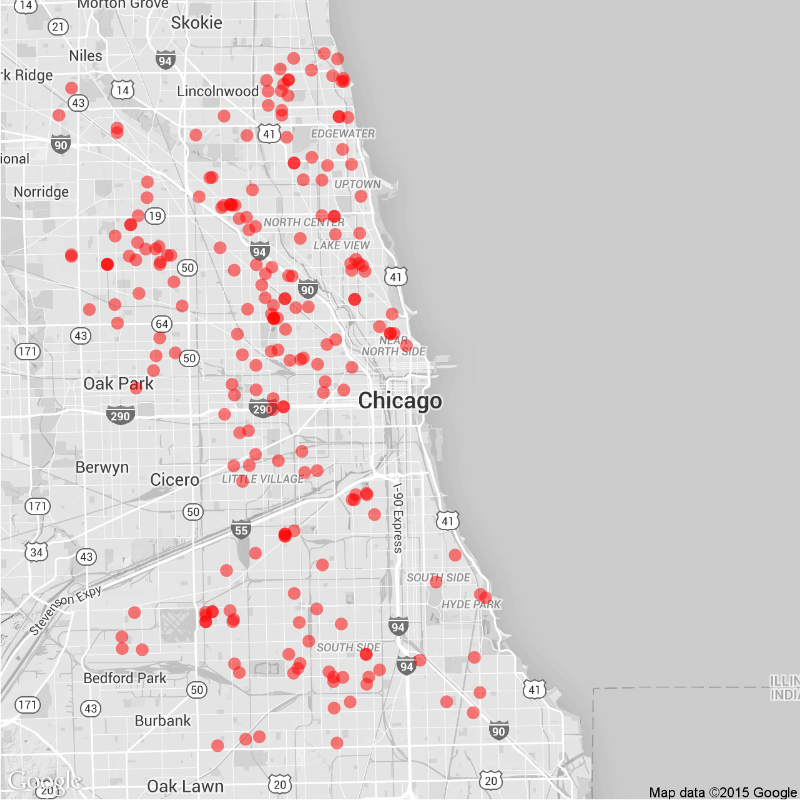 14
Morton Grove
21
Skokie
Niles
94
rk Ridge
14
Lincolnwood
43
41
EDGEWATER
90
ional
Norridge
UPTOWN
19
NORTH CENTER
LAKE VIEW
94
50
41
90
64
43
NEAR
NORTH SIDE
171
50
Oak Park
290
290
Chicago
Berwyn
Cicero
LITTLE VILLAGE
171
50
I-90 Express
41
55
34
43
SOUTH SIDE
Stevenson Expy
HYDE PARK
94
SOUTH SIDE
94
Bedford Park
ILLIN
INDIA
50
41
171
43
Burbank
90
Google
20
Oak Lawn
20
20
Map data ©2015 Google